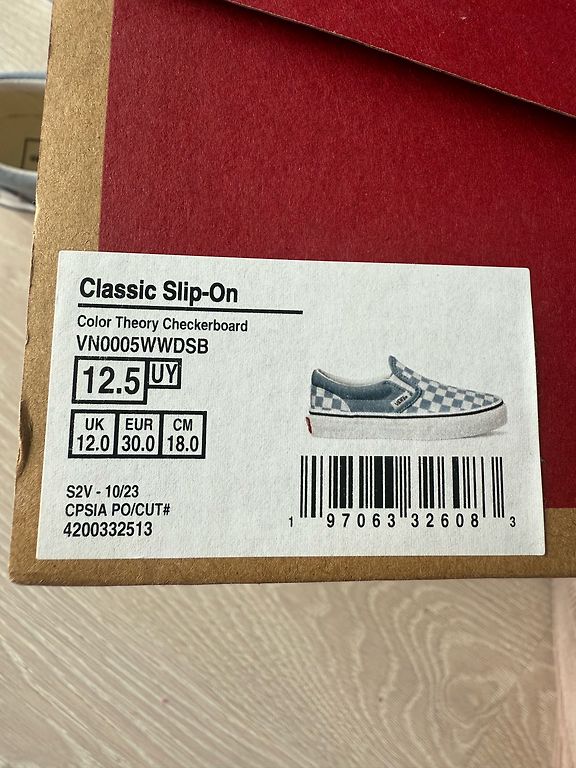 Classic Slip-On
Color Theory Checkerboard
VN0005WWDSB
12.5 UY
UK EUR CM
12.0 30.0 18.0
S2V - 10/23
CPSIA PO/CUT#
4200332513
VANS
1 97063 32608 3